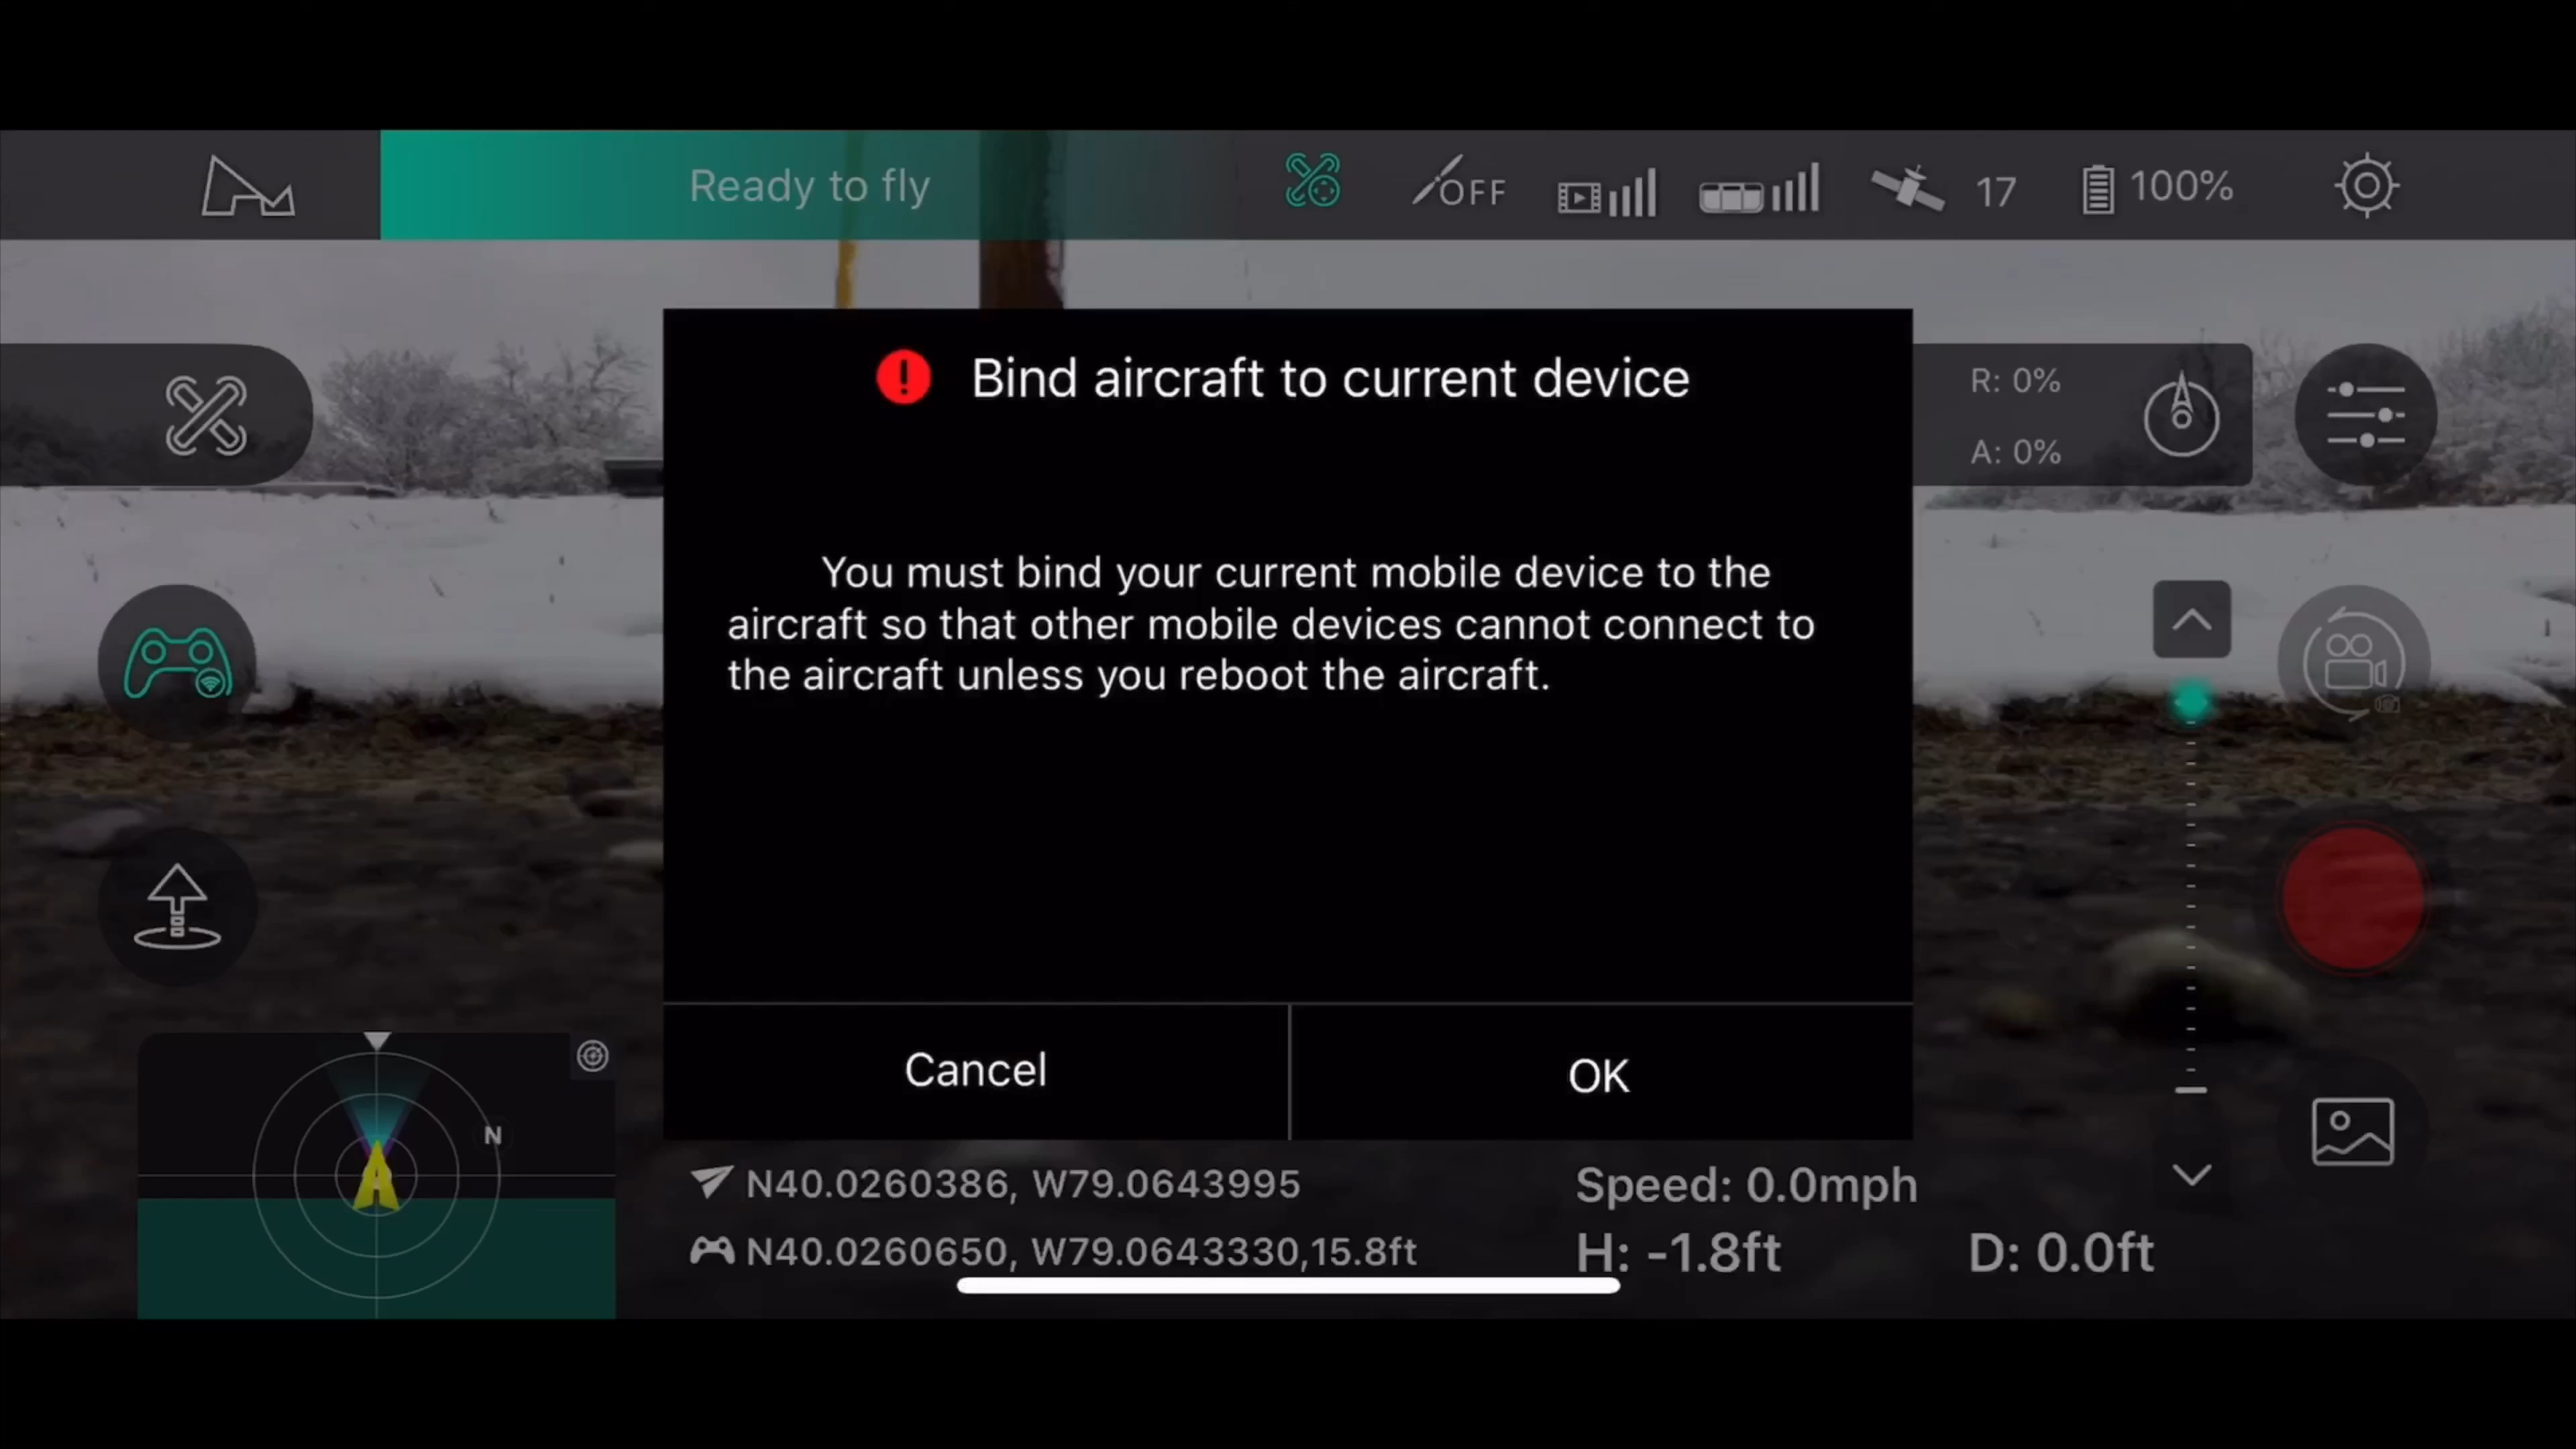 Ready to fly
OFF
17
100%
Bind aircraft to current device
R: 0%
A: 0%
You must bind your current mobile device to the
aircraft so that other mobile devices cannot connect to
the aircraft unless you reboot the aircraft.
Cancel
OK
N
N40.0260386, W79.0643995
Speed: 0.0mph
N40.0260650, W79.0643330,15.8ft
H: -1.8ft
D: 0.0ft